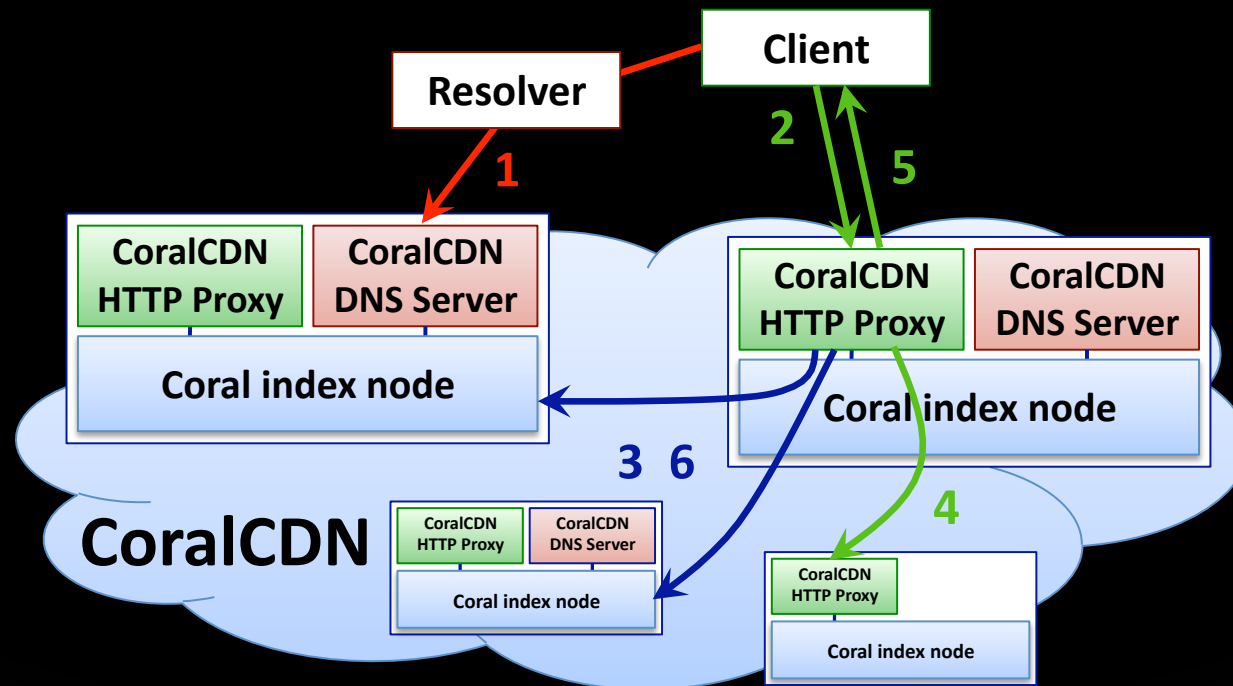 Client
Resolver
2
5
1
CoralCDN
HTTP Proxy
CoralCDN
DNS Server
Coral index node
CoralCDN
HTTP Proxy
CoralCDN
DNS Server
Coral index node
3 6
4
CoralCDN
CoralCDN
HTTP Proxy
CoralCDN
DNS Server
Coral index node
CoralCDN
HTTP Proxy
Coral index node